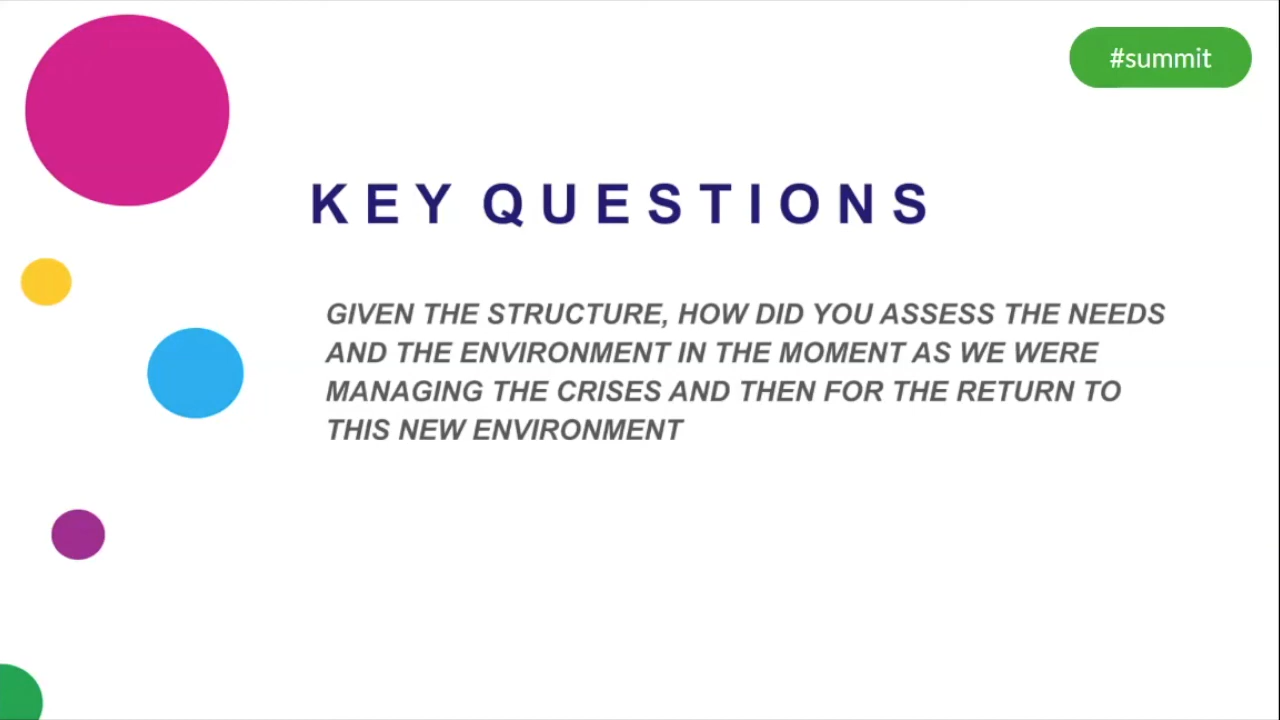 #summit
KEY QUESTIONS
GIVEN THE STRUCTURE, HOW DID YOU ASSESS THE NEEDS
AND THE ENVIRONMENT IN THE MOMENT AS WE WERE
MANAGING THE CRISES AND THEN FOR THE RETURN TO
THIS NEW ENVIRONMENT